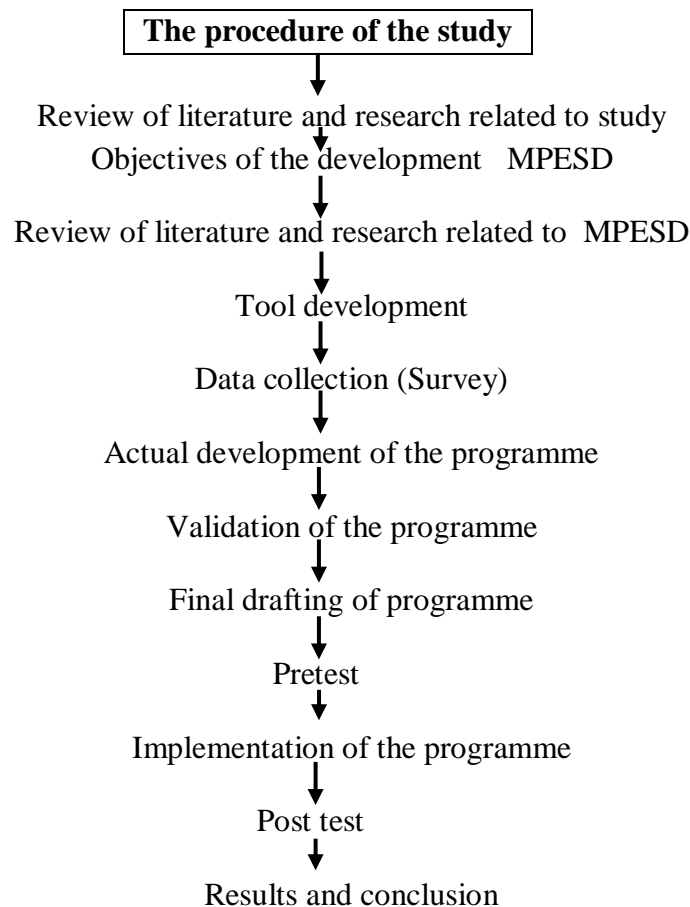 The procedure of the study
Review of literature and research related to study
Objectives of the development MPESD
Review of literature and research related to MPESD
Tool development
Data collection (Survey)
Actual development of the programme
Validation of the programme
Final drafting of programme
Pretest
Implementation of the programme
Post test
Results and conclusion